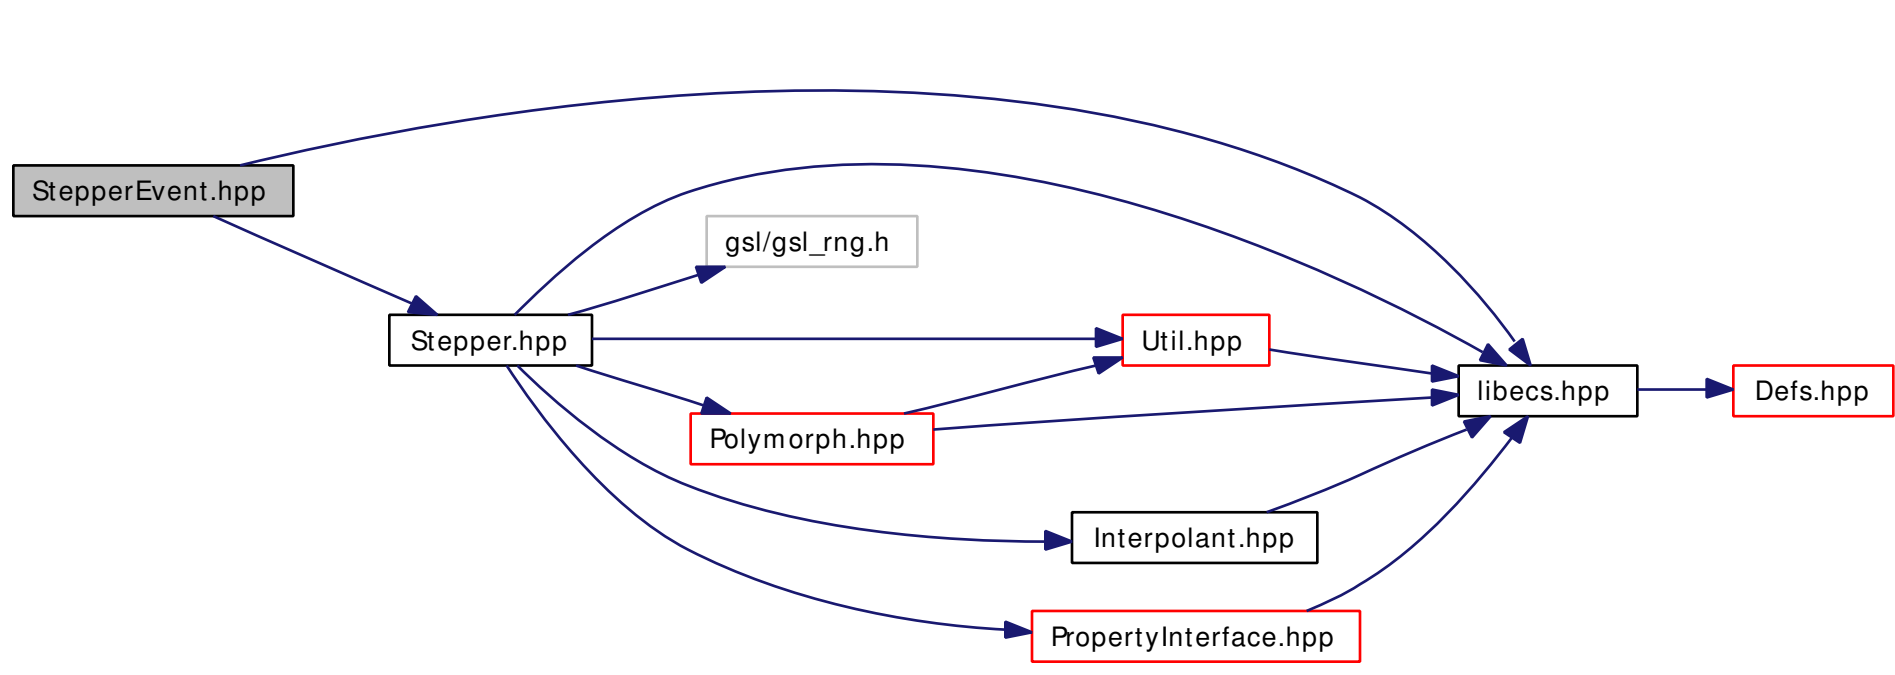 StepperEvent.hpp
gsl/gsl_rng.h
Stepper.hpp
Util.hpp
libecs.hpp
Defs.hpp
Polymorph.hpp
Interpolant.hpp
PropertyInterface.hpp